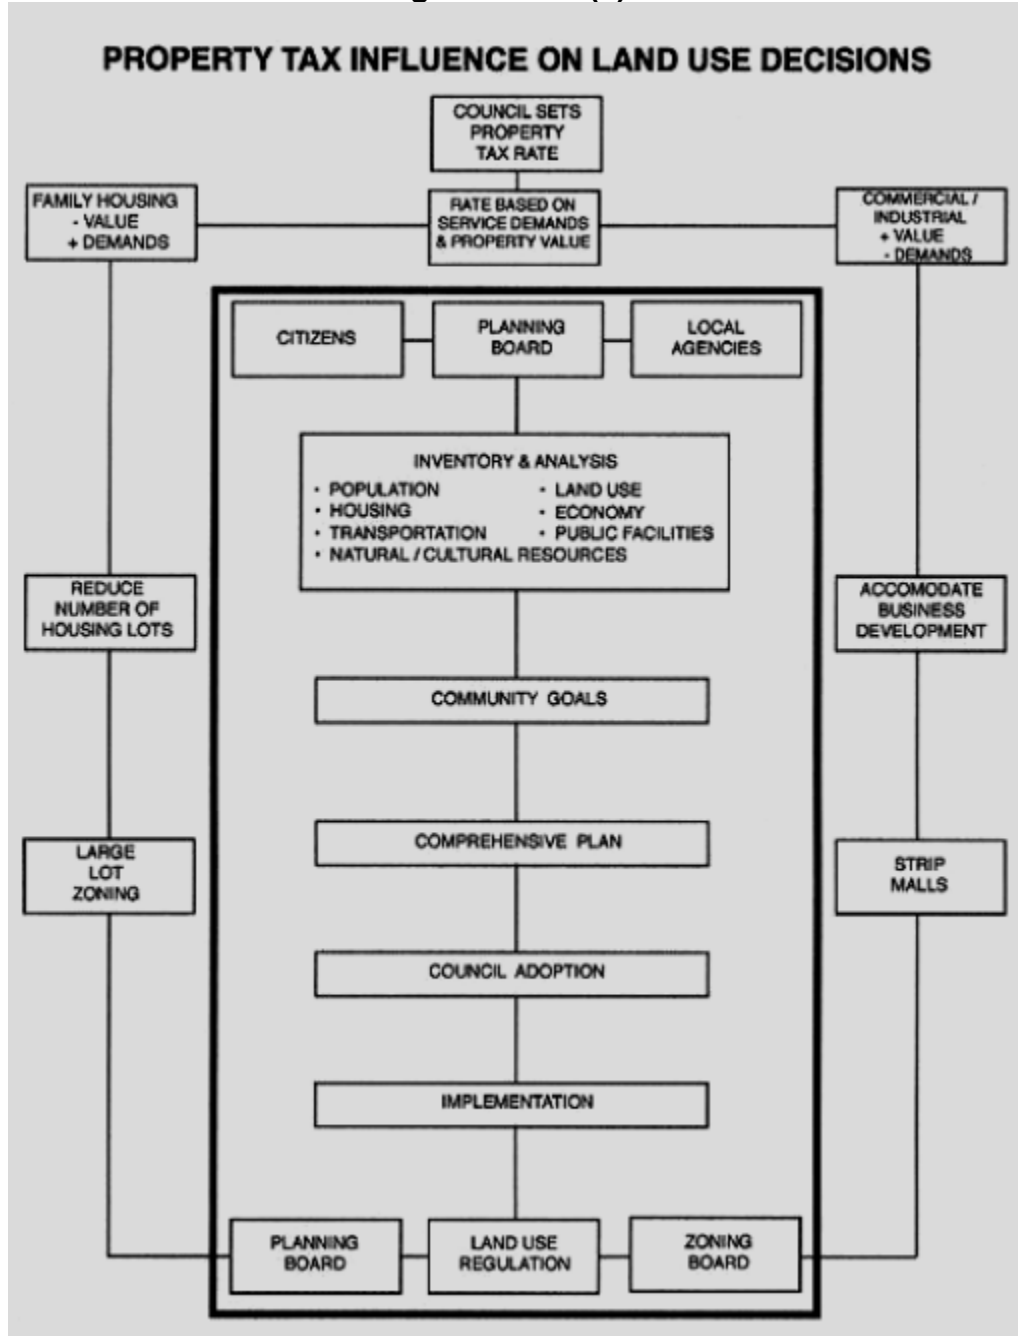 PROPERTY TAX INFLUENCE ON LAND USE DECISIONS
COUNCIL SETS
PROPERTY
TAX RATE
FAMILY HOUSING
- VALUE
+ DEMANDS
RATE BASED ON
SERVICE DEMANDS
& PROPERTY VALUE
COMMERCIAL /
INDUSTRIAL
+ VALUE
- DEMANDS
CITIZENS
PLANNING
BOARD
LOCAL
AGENCIES
INVENTORY & ANALYSIS
· POPULATION
· HOUSING
· TRANSPORTATION
· NATURAL / CULTURAL RESOURCES
· LAND USE
· ECONOMY
· PUBLIC FACILITIES
REDUCE
NUMBER OF
HOUSING LOTS
ACCOMODATE
BUSINESS
DEVELOPMENT
COMMUNITY GOALS
COMPREHENSIVE PLAN
LARGE
LOT
ZONING
STRIP
MALLS
COUNCIL ADOPTION
IMPLEMENTATION
PLANNING
BOARD
LAND USE
REGULATION
ZONING
BOARD